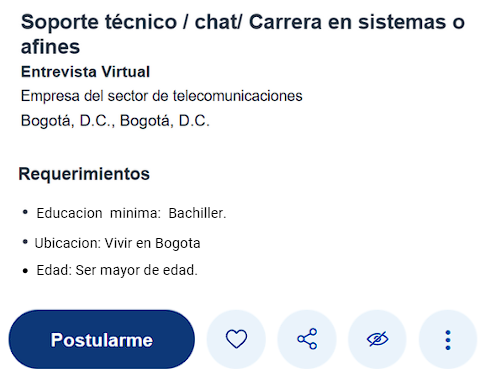 Soporte técnico / chat/ Carrera en sistemas o
afines
Entrevista Virtual
Empresa del sector de telecomunicaciones
Bogotá, D.C., Bogotá, D.C.
Requerimientos
• Educacion minima: Bachiller.
• Ubicacion: Vivir en Bogota
• Edad: Ser mayor de edad.
Postularme